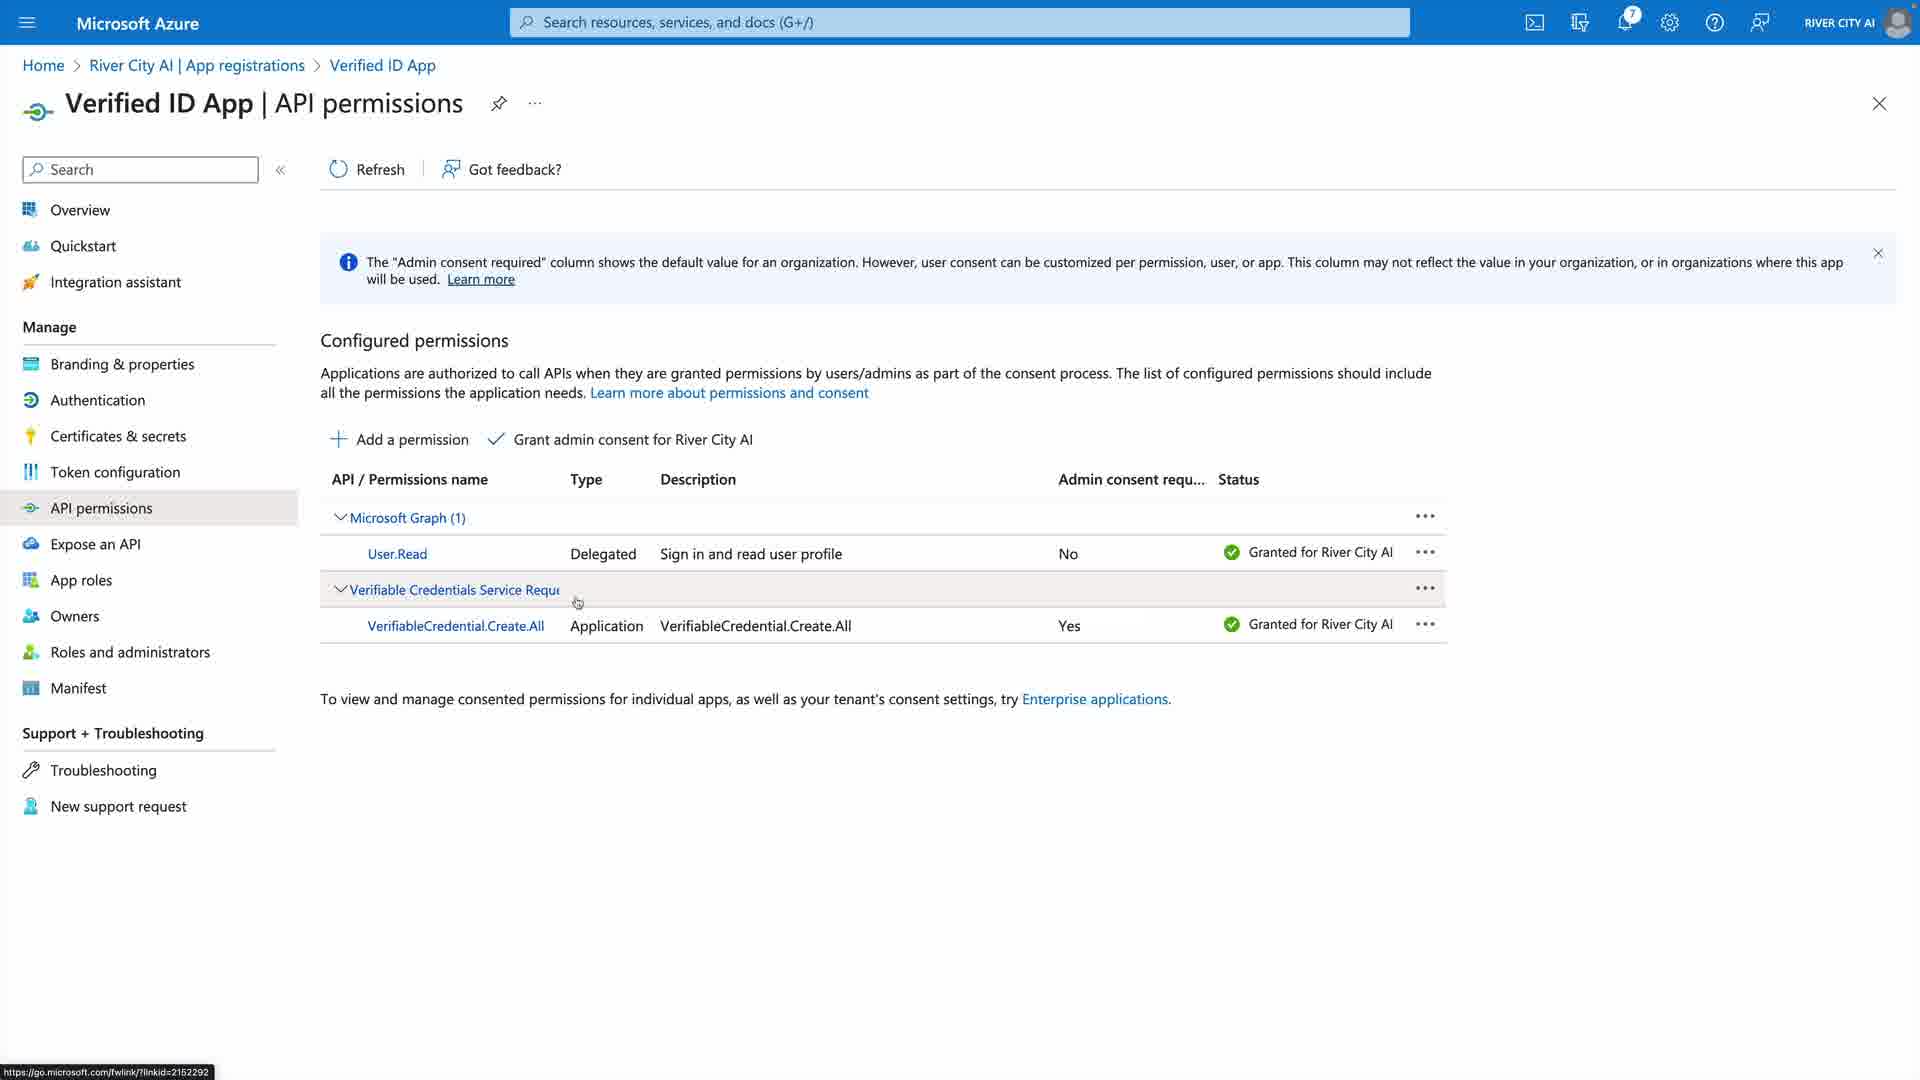 Microsoft Azure
Search resources, services, and docs (G+/)
7
RIVER CITY AI
Home > River City AI | App registrations > Verified ID App
Verified ID App | API permissions
Search
Refresh
Got feedback?
Overview
Quickstart
Integration assistant
Manage
Branding & properties
Authentication
Certificates & secrets
Token configuration
API permissions
Expose an API
App roles
Owners
Roles and administrators
Manifest
Support + Troubleshooting
Troubleshooting
New support request
The "Admin consent required" column shows the default value for an organization. However, user consent can be customized per permission, user, or app. This column may not reflect the value in your organization, or in organizations where this app
will be used. Learn more
Configured permissions
Applications are authorized to call APIs when they are granted permissions by users/admins as part of the consent process. The list of configured permissions should include
all the permissions the application needs. Learn more about permissions and consent
Add a permission
Grant admin consent for River City AI
API / Permissions name Type Description Admin consent requ... Status
Microsoft Graph (1)
User.Read Delegated Sign in and read user profile No Granted for River City AI
Verifiable Credentials Service Reque
VerifiableCredential.Create.All Application VerifiableCredential.Create.All Yes Granted for River City AI
To view and manage consented permissions for individual apps, as well as your tenant's consent settings, try Enterprise applications.
https://go.microsoft.com/fwlink/?linkid=2152292